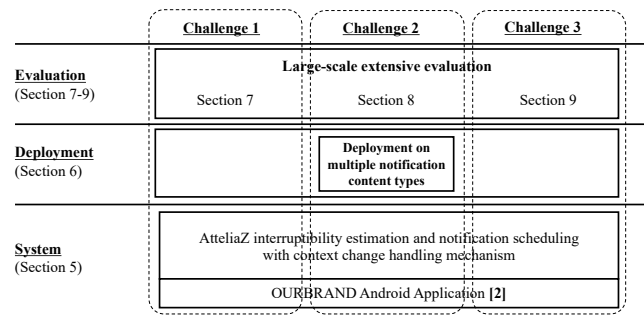 Challenge 1 Challenge 2 Challenge 3
Evaluation
(Section 7-9)
Large-scale extensive evaluation
Section 7 Section 8 Section 9
Deployment
(Section 6)
Deployment on
multiple notification
content types
System
(Section 5)
AtteliaZ interruptibility estimation and notification scheduling
with context change handling mechanism
OURBRAND Android Application [2]